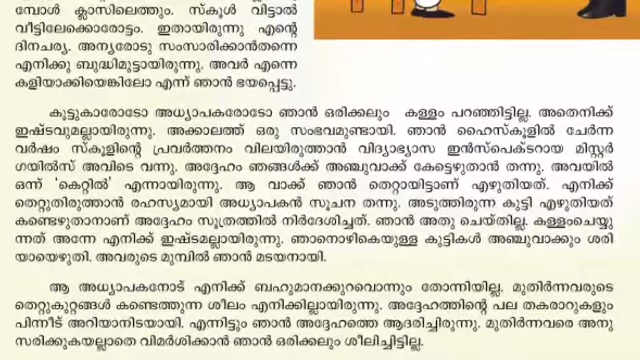 മ്പോൾ ക്ലാസിലെത്തും. സ്കൂൾ വിട്ടാൽ
വീട്ടിലേക്കൊരോട്ടം. ഇതായിരുന്നു എന്റെ
ദിനചര്യ. അന്യരോടു സംസാരിക്കാൻതന്നെ
എനിക്കു ബുദ്ധിമുട്ടായിരുന്നു. അവർ എന്നെ
കളിയാക്കിയെങ്കിലോ എന്ന് ഞാൻ ഭയപ്പെട്ടു.
കൂട്ടുകാരോടോ അധ്യാപകരോടോ ഞാൻ ഒരിക്കലും കള്ളം പറഞ്ഞിട്ടില്ല. അതെനിക്ക്
ഇഷ്ടവുമല്ലായിരുന്നു. അക്കാലത്ത് ഒരു സംഭവമുണ്ടായി. ഞാൻ ഹൈസ്കൂളിൽ ചേർന്ന
വർഷം സ്കൂളിന്റെ പ്രവർത്തനം വിലയിരുത്താൻ വിദ്യാഭ്യാസ ഇൻസ്പെക്ടറായ മിസ്റ്റർ
ഗയിൽസ് അവിടെ വന്നു. അദ്ദേഹം ഞങ്ങൾക്ക് അഞ്ചുവാക്ക് കേട്ടെഴുതാൻ തന്നു. അവയിൽ
ഒന്ന് 'കെറ്റിൽ' എന്നായിരുന്നു. ആ വാക്ക് ഞാൻ തെറ്റായിട്ടാണ് എഴുതിയത്. എനിക്ക്
തെറ്റുതിരുത്താൻ രഹസ്യമായി അധ്യാപകൻ സൂചന തന്നു. അടുത്തിരുന്ന കുട്ടി എഴുതിയത്
കണ്ടെഴുതാനാണ് അദ്ദേഹം സൂത്രത്തിൽ നിർദേശിച്ചത്. ഞാൻ അതു ചെയ്തില്ല. കള്ളംചെയ്യു
ന്നത് അന്നേ എനിക്ക് ഇഷ്ടമല്ലായിരുന്നു. ഞാനൊഴികെയുള്ള കുട്ടികൾ അഞ്ചുവാക്കും ശരി
യായെഴുതി. അവരുടെ മുമ്പിൽ ഞാൻ മടയനായി.
ആ അധ്യാപകനോട് എനിക്ക് ബഹുമാനക്കുറവൊന്നും തോന്നിയില്ല. മുതിർന്നവരുടെ
തെറ്റുകുറ്റങ്ങൾ കണ്ടെത്തുന്ന ശീലം എനിക്കില്ലായിരുന്നു. അദ്ദേഹത്തിന്റെ പല തകരാറുകളും
പിന്നീട് അറിയാനിടയായി. എന്നിട്ടും ഞാൻ അദ്ദേഹത്തെ ആദരിച്ചിരുന്നു. മുതിർന്നവരെ അനു
സരിക്കുകയല്ലാതെ വിമർശിക്കാൻ ഞാൻ ഒരിക്കലും ശീലിച്ചിട്ടില്ല.